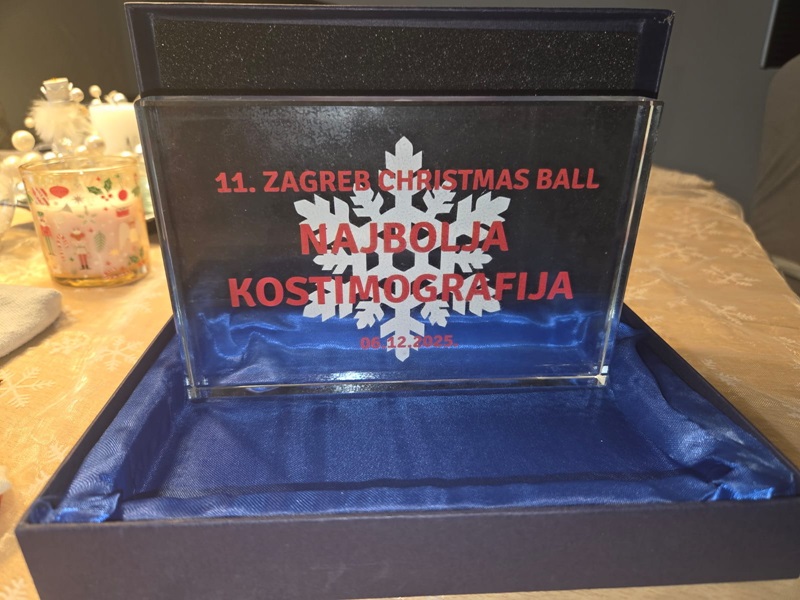 11. ZAGREB CHRISTMAS BALL
NAJBOLJA
KOSTIMOGRAFIJA
06.12.2025.